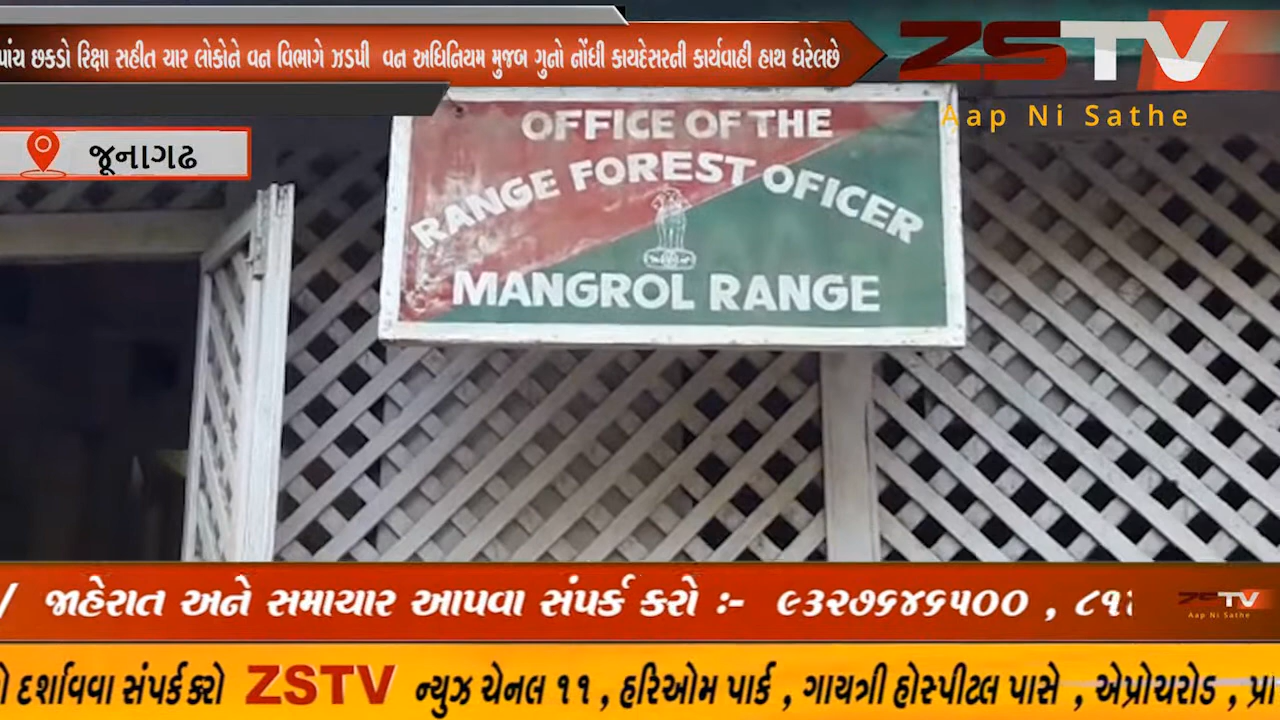 પાંચ છકડો રિક્ષા સહીત ચાર લોકોને વન વિભાગે ઝડપી વન અધિનિયમ મુજબ ગુનો નોંધી કાયદેસરની કાર્યવાહી હાથ ધરેલછે
ZSTV
Aap Ni Sathe
જૂનાગઢ
OFFICE OF THE
RANGE FOREST OFICER
MANGROL RANGE
/ જાહેરાત અને સમાચાર આપવા સંપર્ક કરો :- ૯૩૨૭૬૪૬૫૦૦ , ૮૧
ZSTV
Aap Ni Sathe
દર્શાવવા સંપર્ક કરો ZSTV ન્યુઝ ચેનલ ૧૧ , હરિઓમ પાર્ક , ગાયત્રી હોસ્પીટલ પાસે , એપ્રોચરોડ , પ્રા